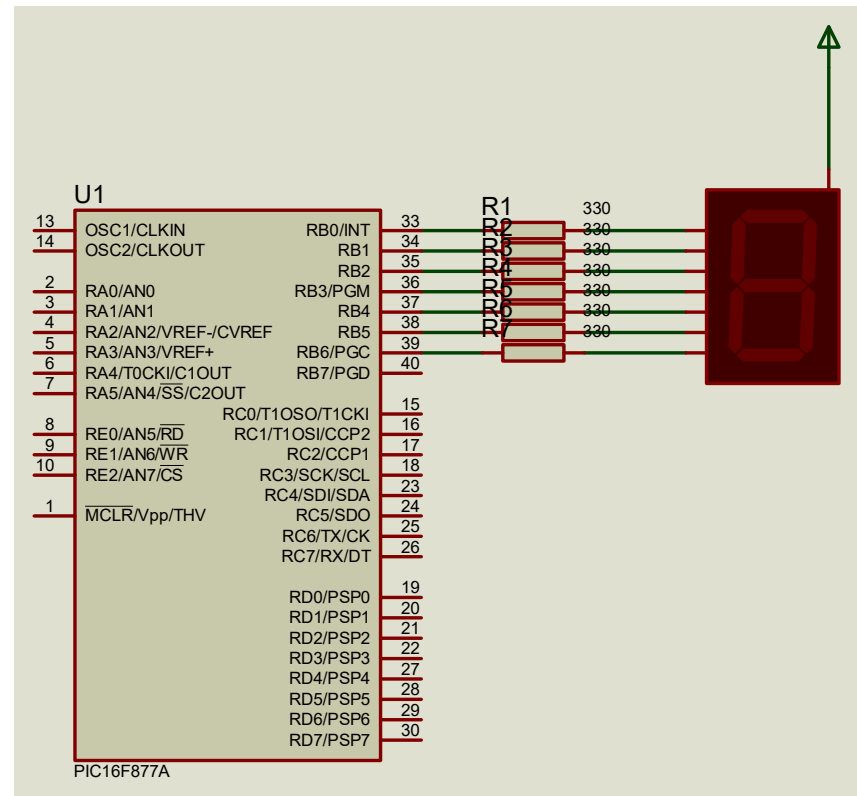 U1
13 OSC1/CLKIN RB0/INT 33 R1 330
14 OSC2/CLKOUT RB1 34 R2 330
RB2 35 R3 330
2 RA0/AN0 RB3/PGM 36 R4 330
3 RA1/AN1 RB4 37 R5 330
4 RA2/AN2/VREF-/CVREF RB5 38 R6 330
5 RA3/AN3/VREF+ RB6/PGC 39 R7 330
6 RA4/T0CKI/C1OUT RB7/PGD 40
7 RA5/AN4/SS/C2OUT
RC0/T1OSO/T1CKI 15
8 RE0/AN5/RD RC1/T1OSI/CCP2 16
9 RE1/AN6/WR RC2/CCP1 17
10 RE2/AN7/CS RC3/SCK/SCL 18
RC4/SDI/SDA 23
1 MCLR/Vpp/THV RC5/SDO 24
RC6/TX/CK 25
RC7/RX/DT 26
RD0/PSP0 19
RD1/PSP1 20
RD2/PSP2 21
RD3/PSP3 22
RD4/PSP4 27
RD5/PSP5 28
RD6/PSP6 29
RD7/PSP7 30
PIC16F877A